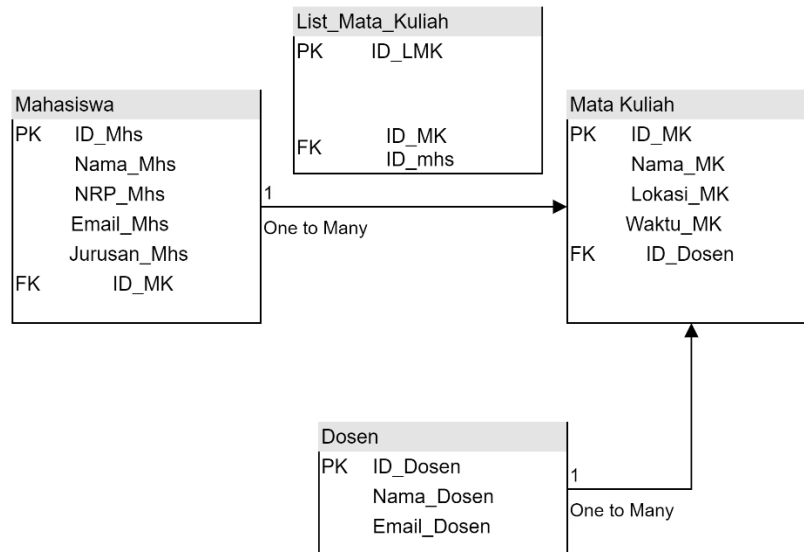 List_Mata_Kuliah
PK ID_LMK
FK ID_MK
ID_mhs
Mahasiswa
PK ID_Mhs
Nama_Mhs
NRP_Mhs
Email_Mhs
Jurusan_Mhs
FK ID_MK
1
One to Many
Mata Kuliah
PK ID_MK
Nama_MK
Lokasi_MK
Waktu_MK
FK ID_Dosen
Dosen
PK ID_Dosen
Nama_Dosen
Email_Dosen
1
One to Many